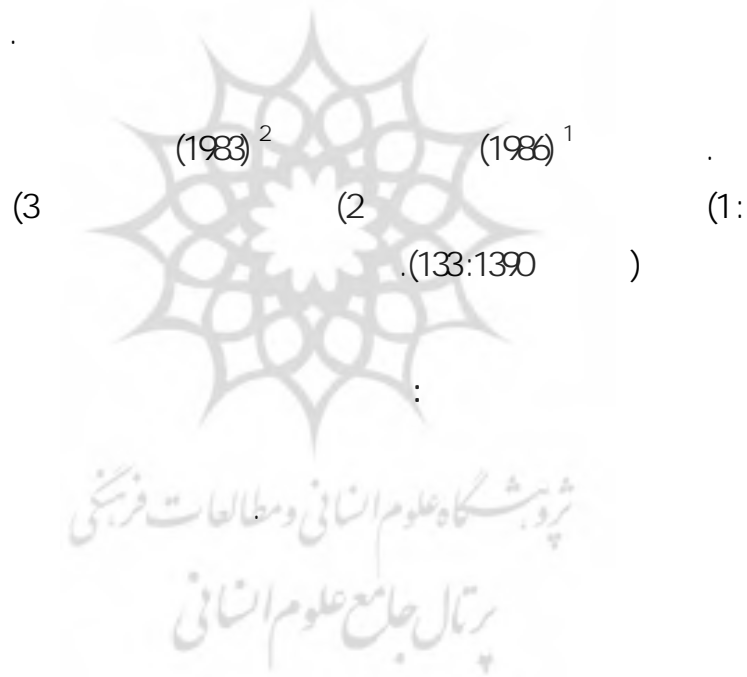 .
. (1986) 1 (1983) 2
:1) 2) 3)
( 1390:133).
:
.
پژوهشگاه علوم انسانی و مطالعات فرهنگی
پرتال جامع علوم انسانی